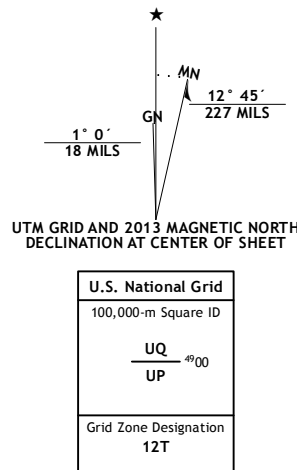 ★
MN
GN
12° 45´
227 MILS
1° 0´
18 MILS
UTM GRID AND 2013 MAGNETIC NORTH
DECLINATION AT CENTER OF SHEET
U.S. National Grid
100,000-m Square ID
UQ
⁴⁹00
UP
Grid Zone Designation
12T